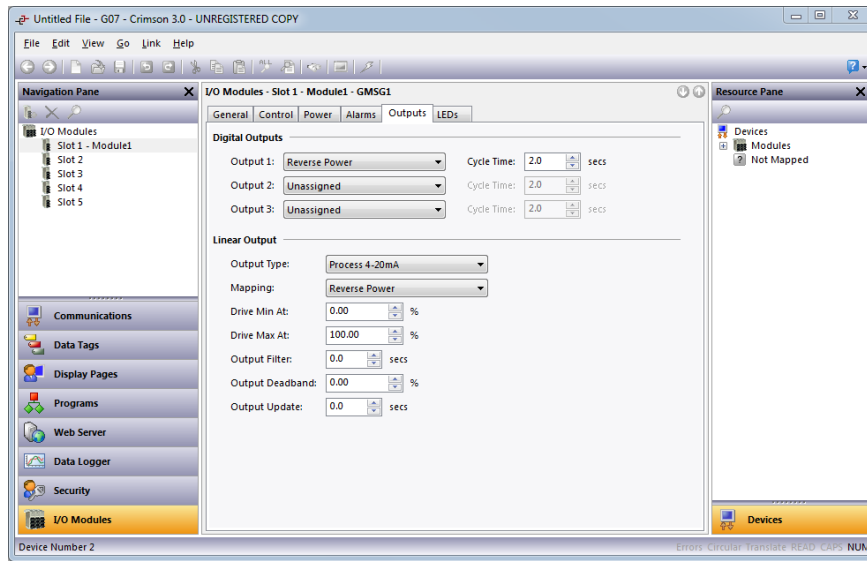 Untitled File - G07 - Crimson 3.0 - UNREGISTERED COPY
File Edit View Go Link Help
Navigation Pane
I/O Modules
Slot 1 - Module1
Slot 2
Slot 3
Slot 4
Slot 5
Communications
Data Tags
Display Pages
Programs
Web Server
Data Logger
Security
I/O Modules
I/O Modules - Slot 1 - Module1 - GMSG1
General Control Power Alarms Outputs LEDs
Digital Outputs
Output 1: Reverse Power Cycle Time: 2.0 secs
Output 2: Unassigned Cycle Time: 2.0 secs
Output 3: Unassigned Cycle Time: 2.0 secs
Linear Output
Output Type: Process 4-20mA
Mapping: Reverse Power
Drive Min At: 0.00 %
Drive Max At: 100.00 %
Output Filter: 0.0 secs
Output Deadband: 0.00 %
Output Update: 0.0 secs
Resource Pane
Devices
Modules
Not Mapped
Devices
Device Number 2
Errors Circular Translate READ CAPS NUM